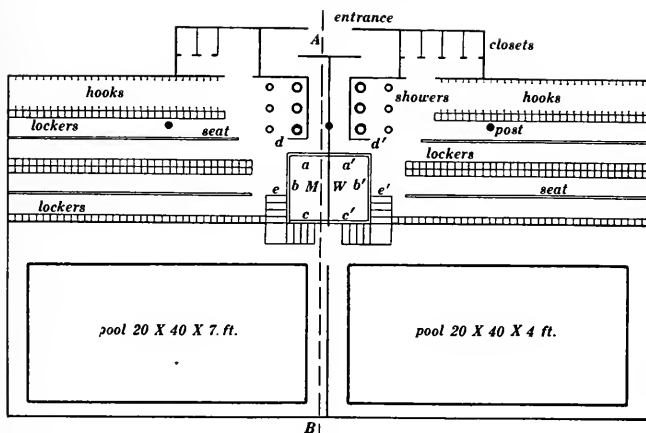 entrance
A
closets
hooks
showers
hooks
lockers
seat
post
d
d'
lockers
a
a'
e
b
M
W
b'
e'
seat
lockers
c
c'
pool 20 X 40 X 7. ft.
pool 20 X 40 X 4 ft.
B